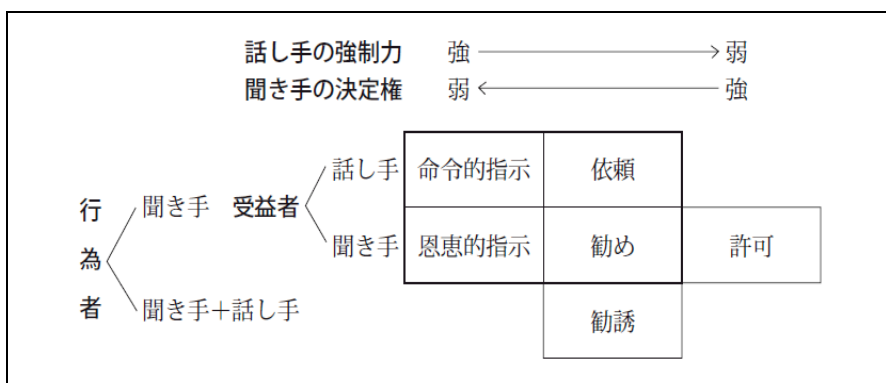 話し手の強制力 強 → 弱
聞き手の決定権 弱 ← 強
話し手 命令的指示 依頼
行為者 聞き手 受益者
聞き手 恩恵的指示 勧め 許可
聞き手+話し手
勧誘